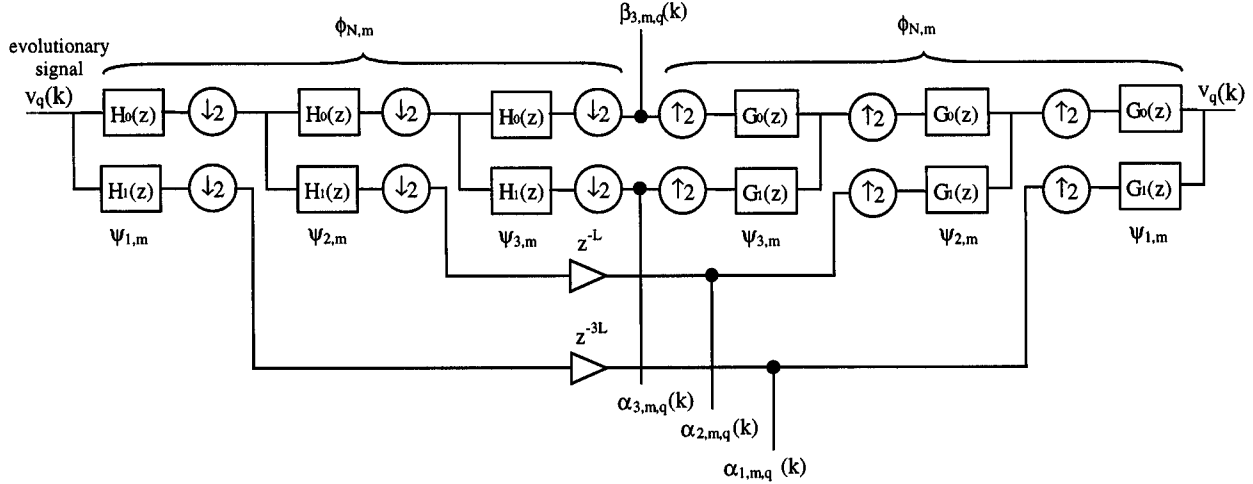 β3,m,q(k)
ϕN,m
ϕN,m
evolutionary
signal
vq(k)
H0(z) ↓2 H0(z) ↓2 H0(z) ↓2 ↑2 G0(z) ↑2 G0(z) ↑2 G0(z)
vq(k)
H1(z) ↓2 H1(z) ↓2 H1(z) ↓2 ↑2 G1(z) ↑2 G1(z) ↑2 G1(z)
ψ1,m ψ2,m ψ3,m ψ3,m ψ2,m ψ1,m
z-L
z-3L
α3,m,q(k)
α2,m,q(k)
α1,m,q (k)